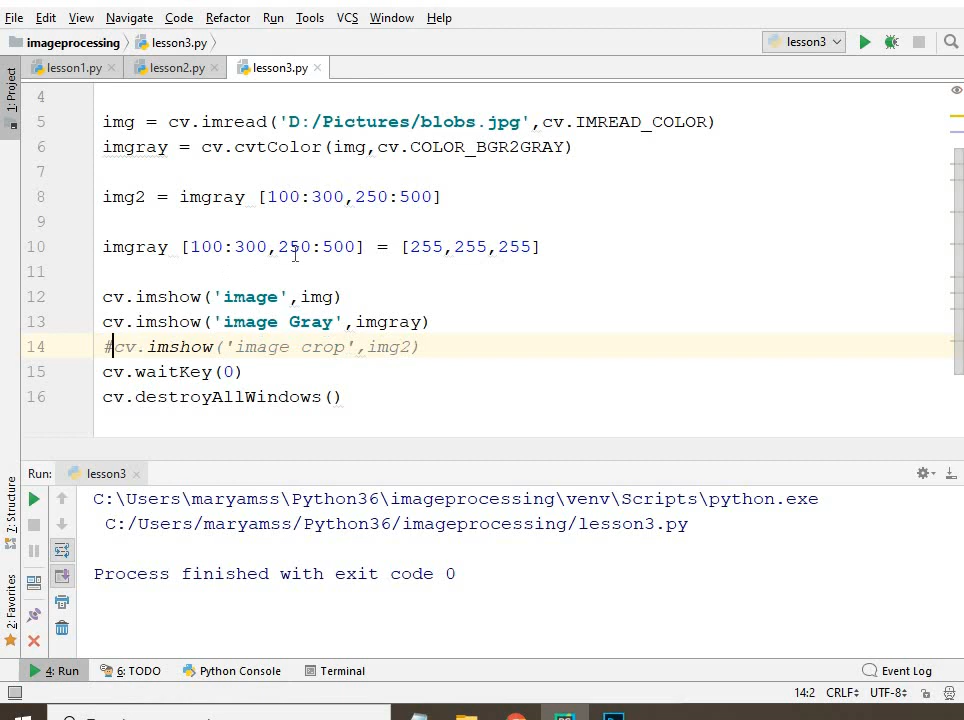 File Edit View Navigate Code Refactor Run Tools VCS Window Help
imageprocessing lesson3.py lesson3
1: Project lesson1.py lesson2.py lesson3.py
4
5 img = cv.imread('D:/Pictures/blobs.jpg',cv.IMREAD_COLOR)
6 imgray = cv.cvtColor(img,cv.COLOR_BGR2GRAY)
7
8 img2 = imgray [100:300,250:500]
9
10 imgray [100:300,250:500] = [255,255,255]
11
12 cv.imshow('image',img)
13 cv.imshow('image Gray',imgray)
14 #cv.imshow('image crop',img2)
15 cv.waitKey(0)
16 cv.destroyAllWindows()
Run: lesson3
7: Structure
2: Favorites
C:\Users\maryamss\Python36\imageprocessing\venv\Scripts\python.exe
C:/Users/maryamss/Python36/imageprocessing/lesson3.py
Process finished with exit code 0
4: Run 6: TODO Python Console Terminal Event Log
14:2 CRLF UTF-8